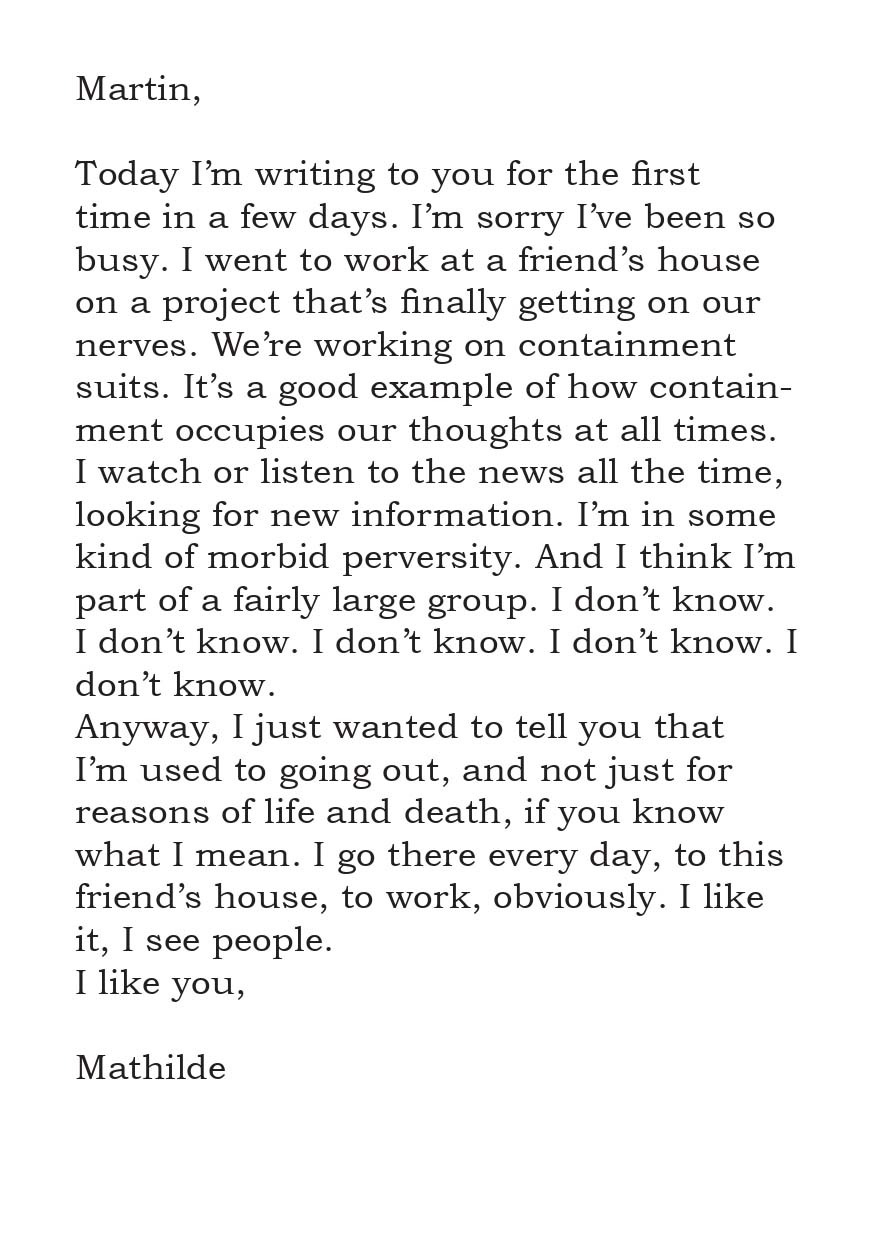 Martin,
Today I’m writing to you for the first
time in a few days. I’m sorry I’ve been so
busy. I went to work at a friend’s house
on a project that’s finally getting on our
nerves. We’re working on containment
suits. It’s a good example of how contain-
ment occupies our thoughts at all times.
I watch or listen to the news all the time,
looking for new information. I’m in some
kind of morbid perversity. And I think I’m
part of a fairly large group. I don’t know.
I don’t know. I don’t know. I don’t know. I
don’t know.
Anyway, I just wanted to tell you that
I’m used to going out, and not just for
reasons of life and death, if you know
what I mean. I go there every day, to this
friend’s house, to work, obviously. I like
it, I see people.
I like you,
Mathilde